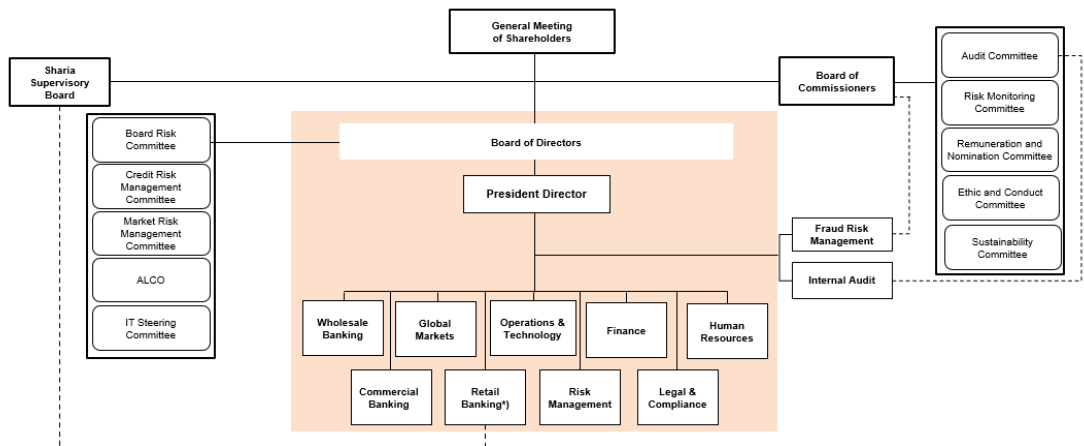 General Meeting
of Shareholders
Sharia
Supervisory
Board
Board of
Commissioners
Audit Committee
Risk Monitoring
Committee
Remuneration and
Nomination Committee
Ethic and Conduct
Committee
Sustainability
Committee
Board Risk
Committee
Credit Risk
Management
Committee
Market Risk
Management
Committee
ALCO
IT Steering
Committee
Board of Directors
President Director
Fraud Risk
Management
Internal Audit
Wholesale
Banking
Global
Markets
Operations &
Technology
Finance
Human
Resources
Commercial
Banking
Retail
Banking*)
Risk
Management
Legal &
Compliance